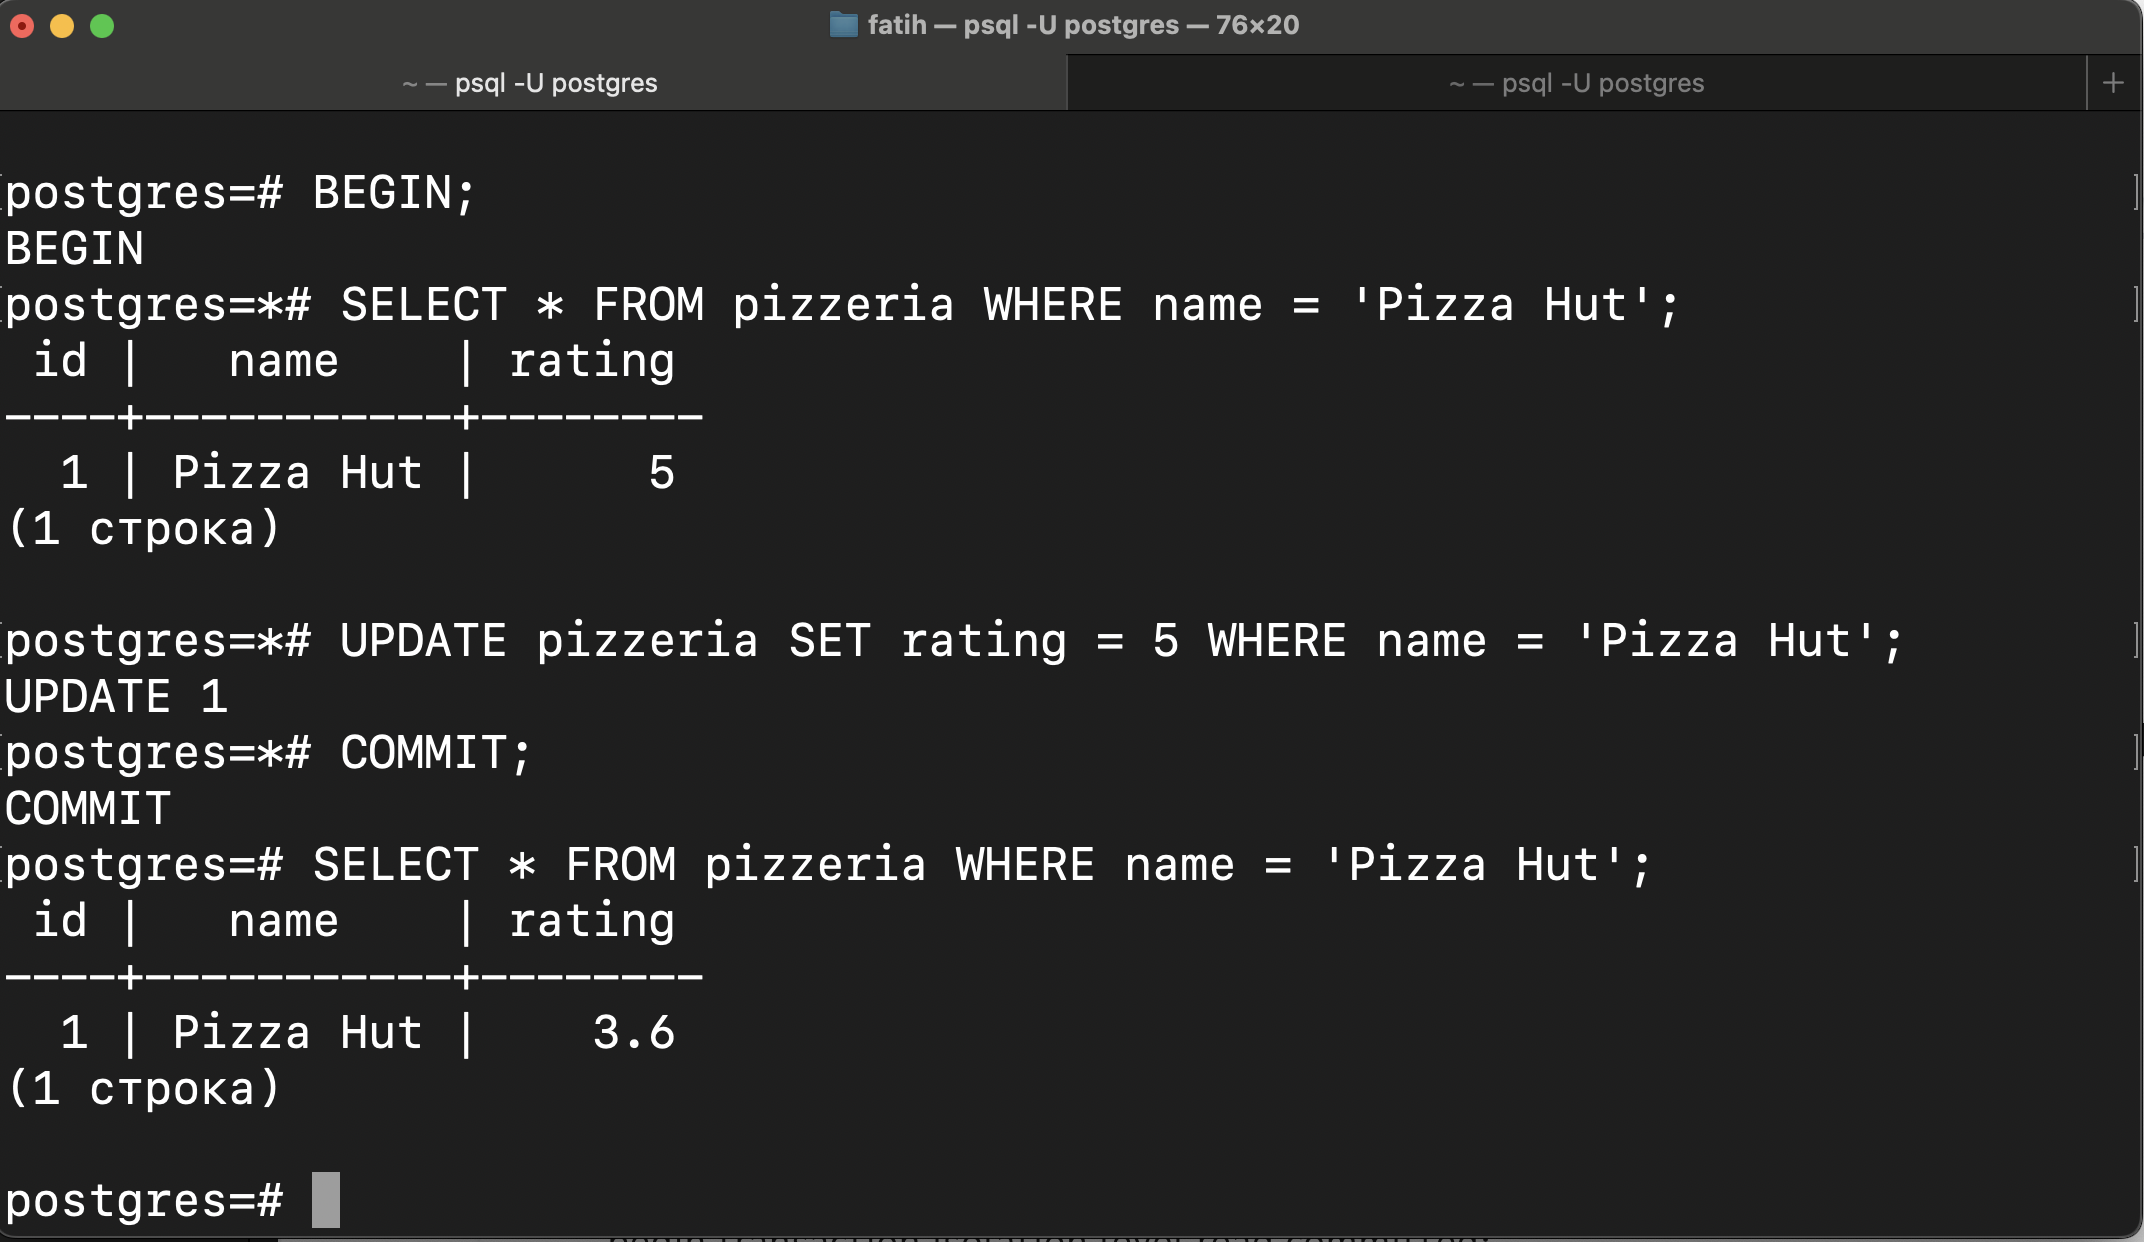 fatih — psql -U postgres — 76×20
~ — psql -U postgres
~ — psql -U postgres
postgres=# BEGIN;
BEGIN
postgres=*# SELECT * FROM pizzeria WHERE name = 'Pizza Hut';
 id |   name    | rating
----+-----------+--------
  1 | Pizza Hut |      5
(1 строка)
postgres=*# UPDATE pizzeria SET rating = 5 WHERE name = 'Pizza Hut';
UPDATE 1
postgres=*# COMMIT;
COMMIT
postgres=# SELECT * FROM pizzeria WHERE name = 'Pizza Hut';
 id |   name    | rating
----+-----------+--------
  1 | Pizza Hut |    3.6
(1 строка)
postgres=#